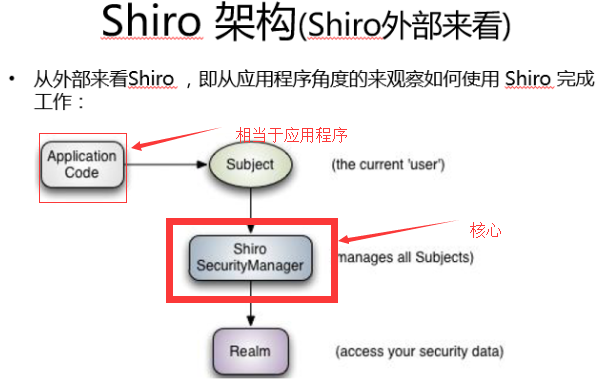 Shiro 架构(Shiro外部来看)
• 从外部来看Shiro ，即从应用程序角度的来观察如何使用 Shiro 完成
工作：
相当于应用程序
Application
Code
Subject
(the current 'user')
核心
Shiro
SecurityManager
manages all Subjects)
Realm
(access your security data)